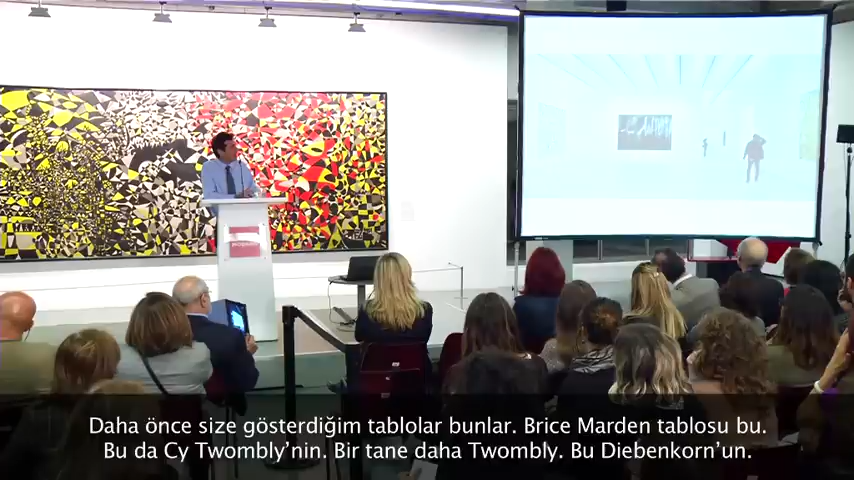 Daha önce size gösterdiğim tablolar bunlar. Brice Marden tablosu bu.
Bu da Cy Twombly’nin. Bir tane daha Twombly. Bu Diebenkorn’un.